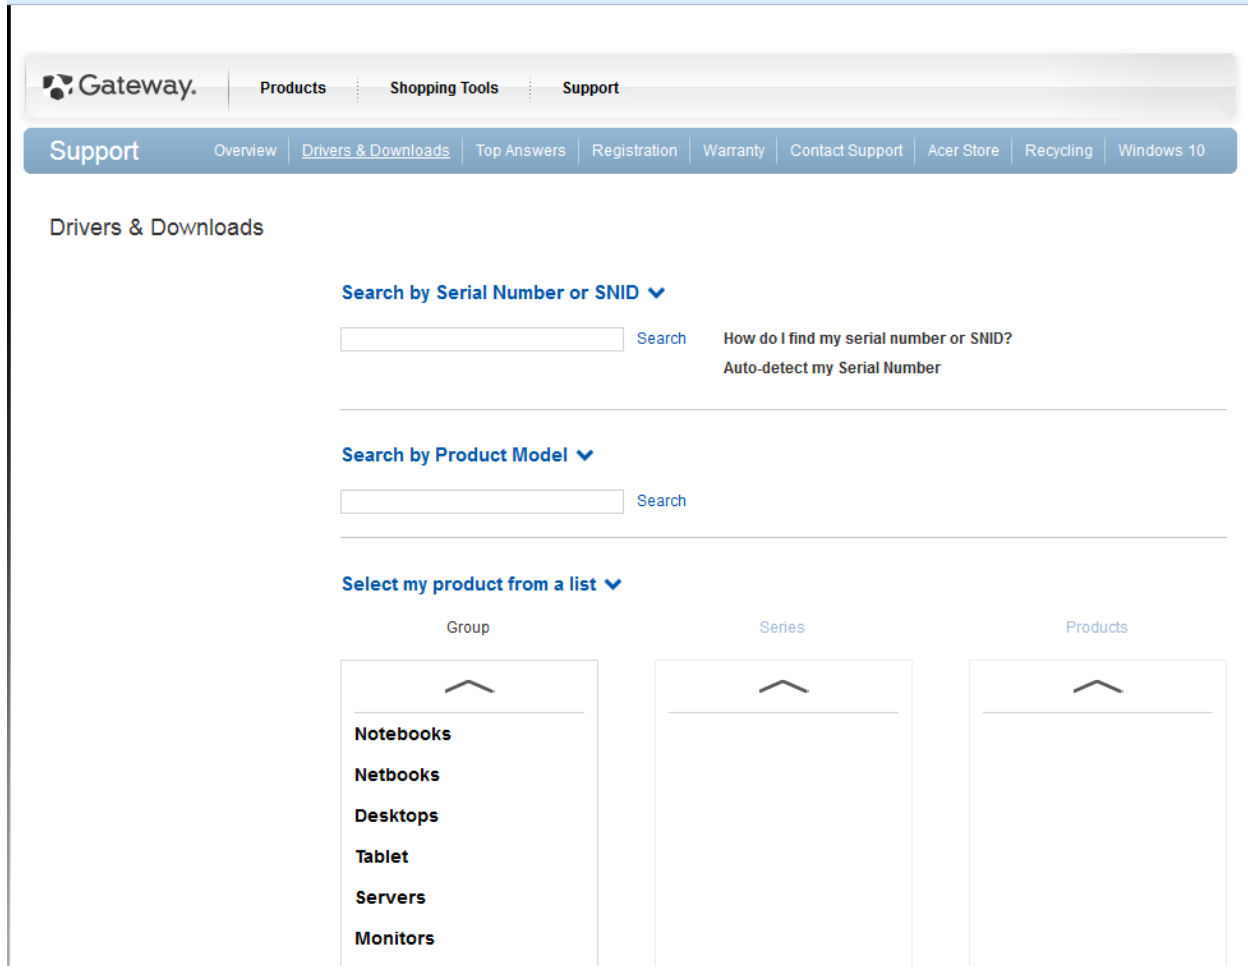 Gateway. Products Shopping Tools Support
Support Overview Drivers & Downloads Top Answers Registration Warranty Contact Support Acer Store Recycling Windows 10
Drivers & Downloads
Search by Serial Number or SNID
Search How do I find my serial number or SNID?
Auto-detect my Serial Number
Search by Product Model
Search
Select my product from a list
Group Series Products
Notebooks
Netbooks
Desktops
Tablet
Servers
Monitors